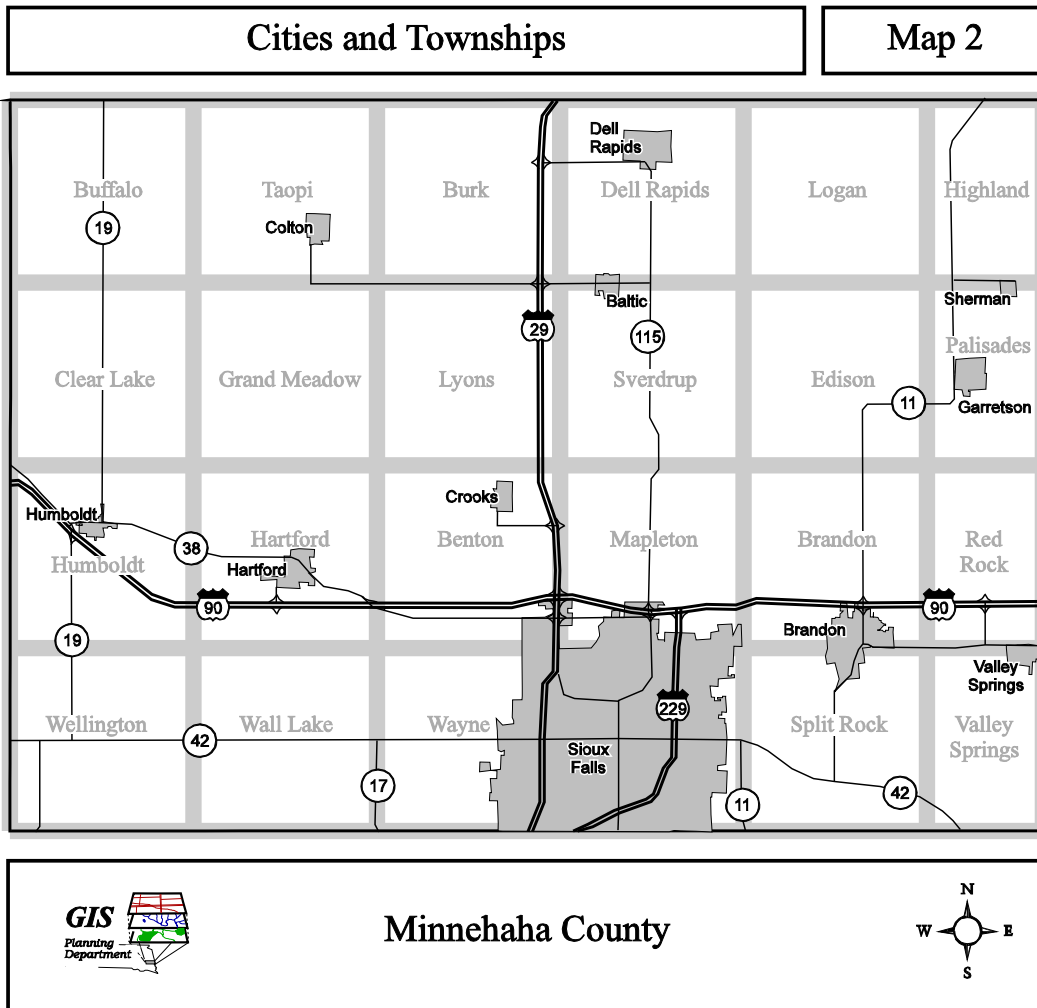 Cities and Townships
Map 2
Dell
Rapids
Buffalo
Taopi
Burk
Dell Rapids
Logan
Highland
19
Colton
Baltic
Sherman
29
115
Palisades
Clear Lake
Grand Meadow
Lyons
Sverdrup
Edison
11
Garretson
Crooks
Humboldt
38
Hartford
Benton
Mapleton
Brandon
Red
Rock
Humboldt
Hartford
90
90
19
Brandon
Valley
Springs
229
Wellington
Wall Lake
Wayne
Split Rock
Valley
Springs
42
Sioux
Falls
17
11
42
GIS
Planning
Department
Minnehaha County
N
W
E
S